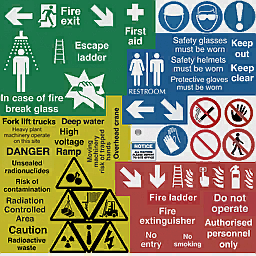 Fire
exit
Escape
ladder
First
aid
In case of fire
break glass
Safety glasses
must be worn
Safety helmets
must be worn
Protective gloves
must be worn
Keep
out
Keep
clear
RESTROOM
Fork lift trucks
Heavy plant
machinery operate
on this site
DANGER
Unsealed
radionuclides
Risk of
contamination
Radiation
Controlled
Area
Caution
Radioactive
waste
Deep water
High
voltage
Ramp
Moving
machinery
risk of trapped
hands
Overhead crane
NOTICE
Fire ladder
Fire
extinguisher
No
entry
No
smoking
Do not
operate
Authorised
personnel
only